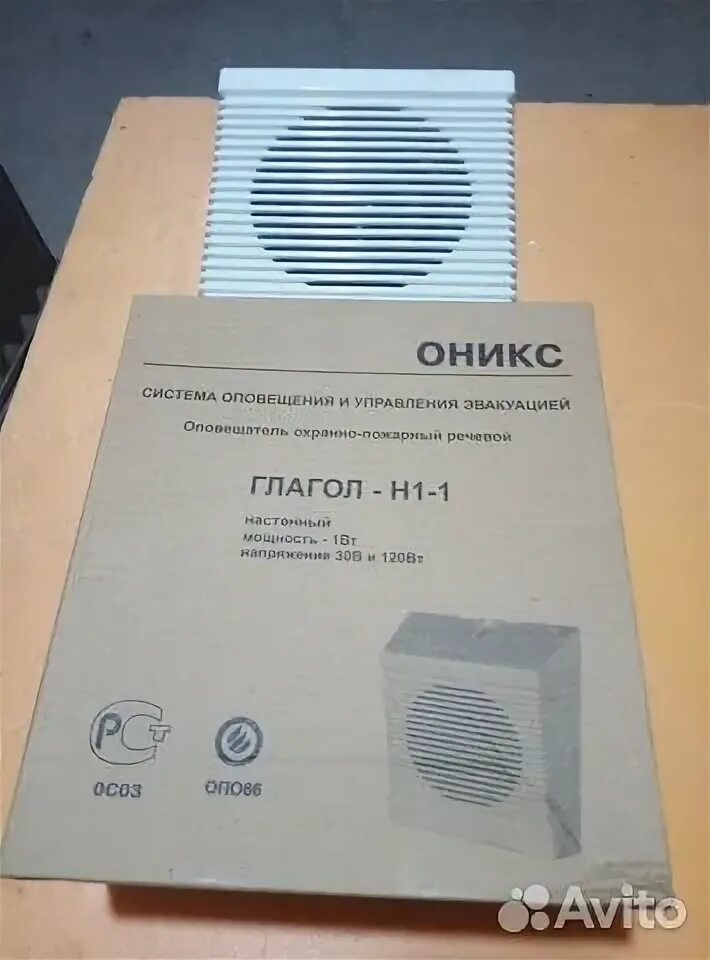 ОНИКС
СИСТЕМА ОПОВЕЩЕНИЯ И УПРАВЛЕНИЯ ЭВАКУАЦИЕЙ
Оповещатель охранно-пожарный речевой
ГЛАГОЛ - Н1-1
настенный
мощность - 1Вт
напряжения 30В и 120Вт
РСТ
ОС03
ОП066
Avito